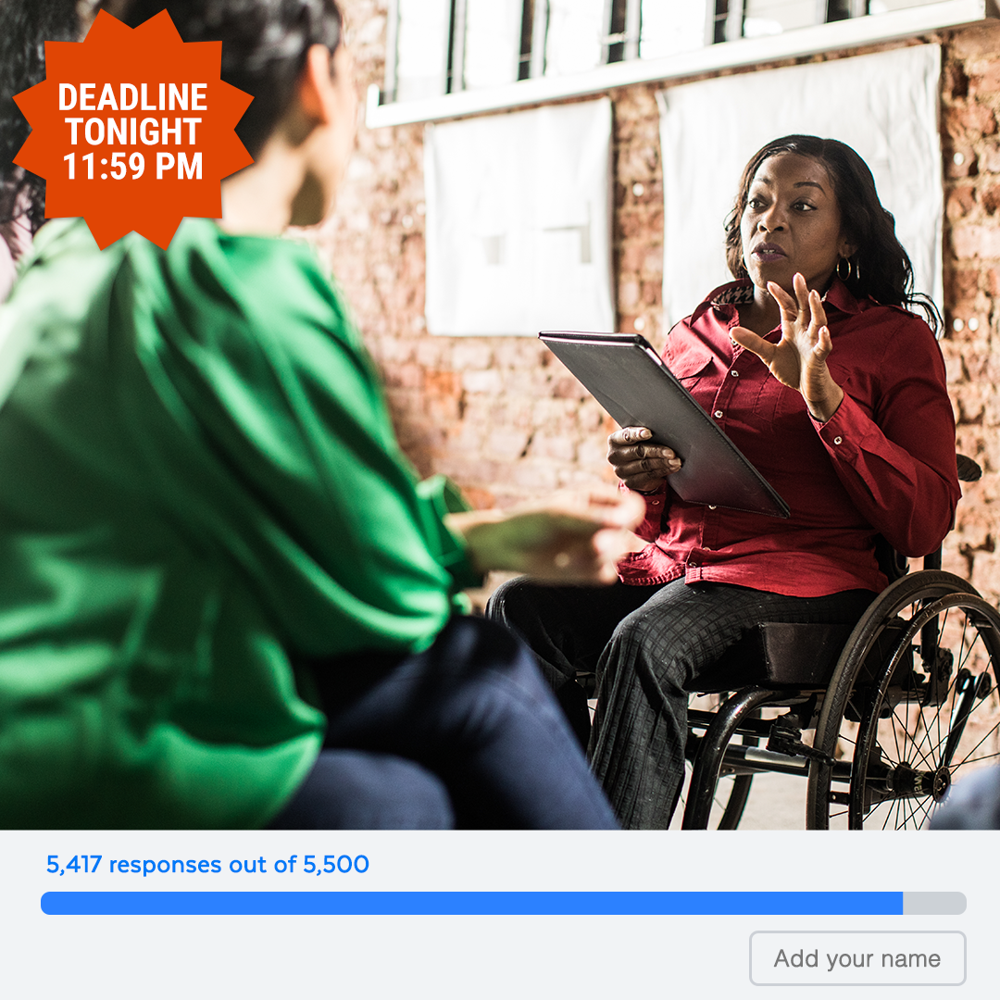 DEADLINE
TONIGHT
11:59 PM
5,417 responses out of 5,500
Add your name